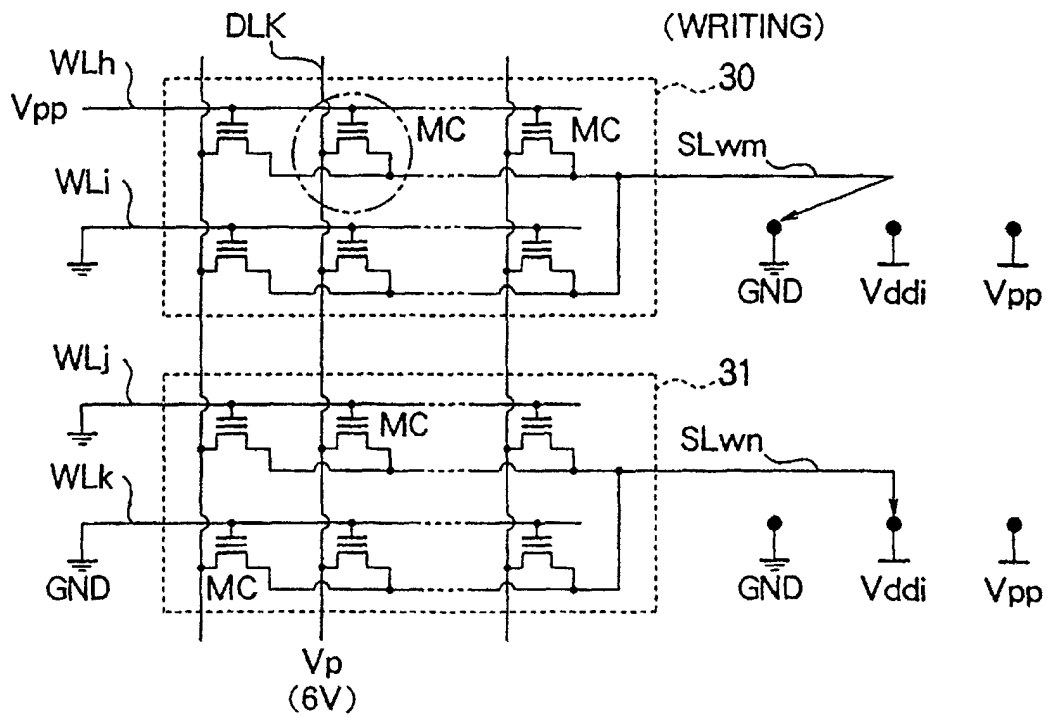 DLK (WRITING)
WLh 30
Vpp
MC MC
SLwm
WLi
GND Vddi Vpp
WLj 31
MC
SLwn
WLk
GND MC GND Vddi Vpp
Vp
(6V)